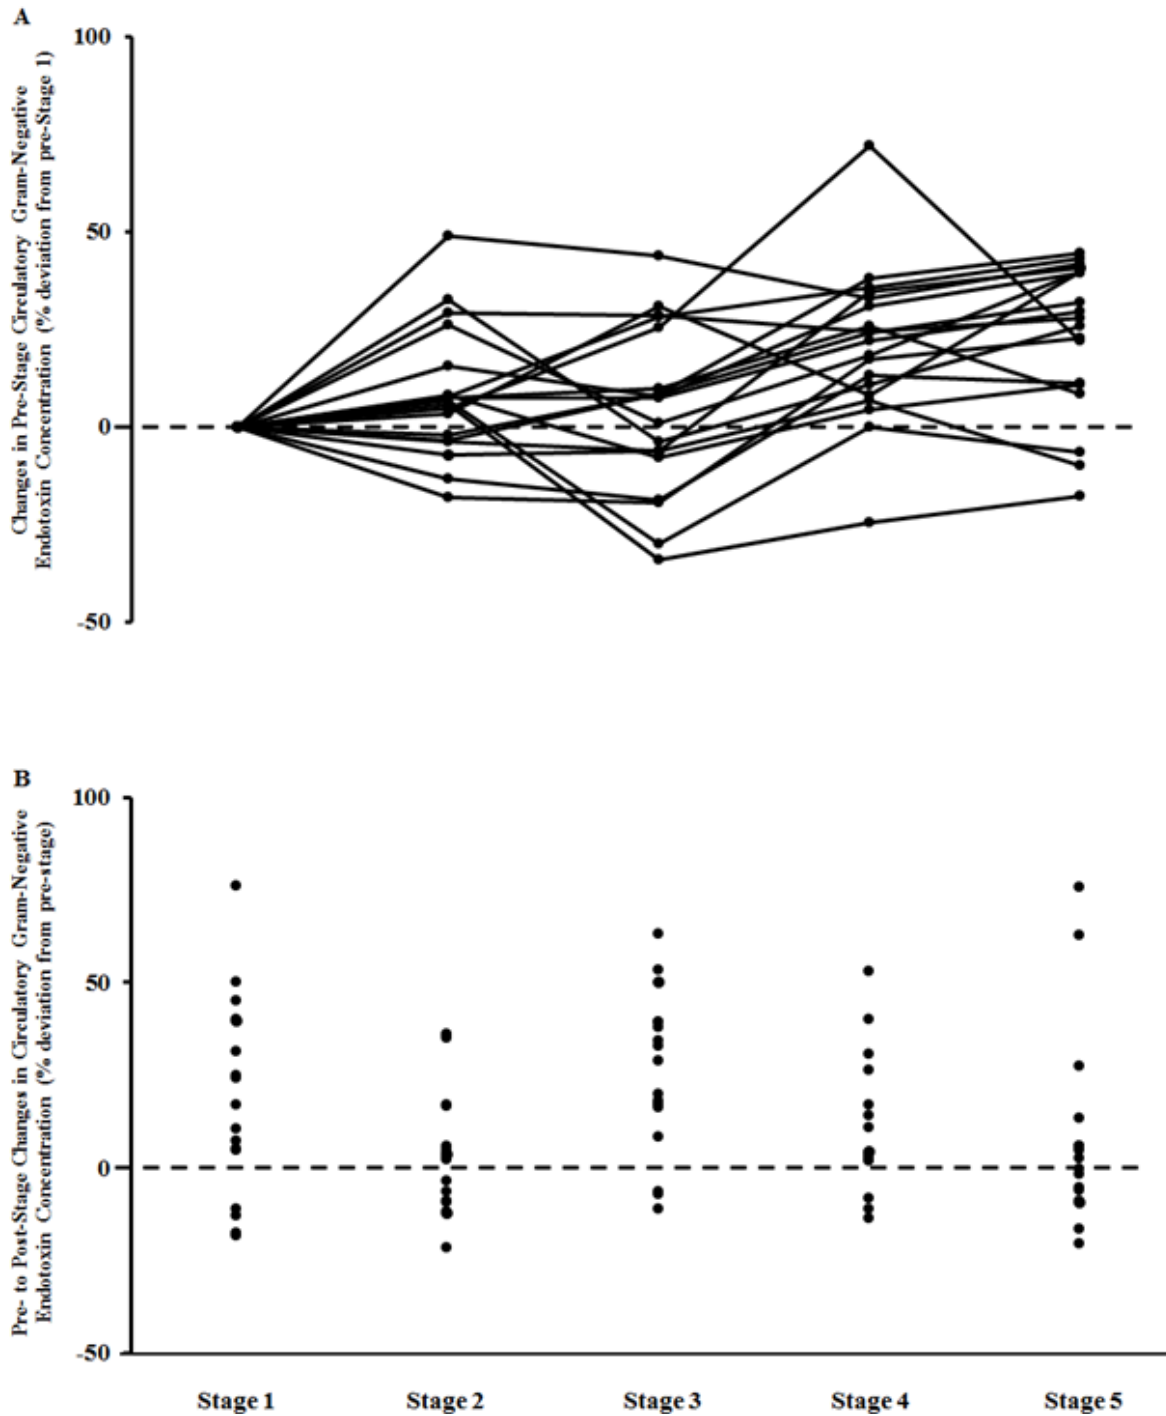 A
Changes in Pre-Stage Circulatory Gram-Negative
Endotoxin Concentration (% deviation from pre-Stage 1)
100
50
0
-50
B
Pre- to Post-Stage Changes in Circulatory Gram-Negative
Endotoxin Concentration (% deviation from pre-stage)
100
50
0
-50
Stage 1 Stage 2 Stage 3 Stage 4 Stage 5